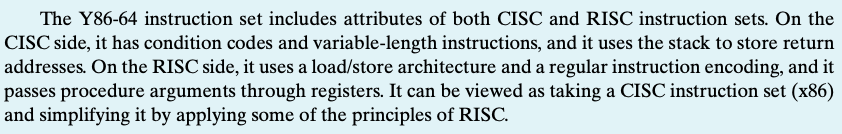 The Y86-64 instruction set includes attributes of both CISC and RISC instruction sets. On the
CISC side, it has condition codes and variable-length instructions, and it uses the stack to store return
addresses. On the RISC side, it uses a load/store architecture and a regular instruction encoding, and it
passes procedure arguments through registers. It can be viewed as taking a CISC instruction set (x86)
and simplifying it by applying some of the principles of RISC.